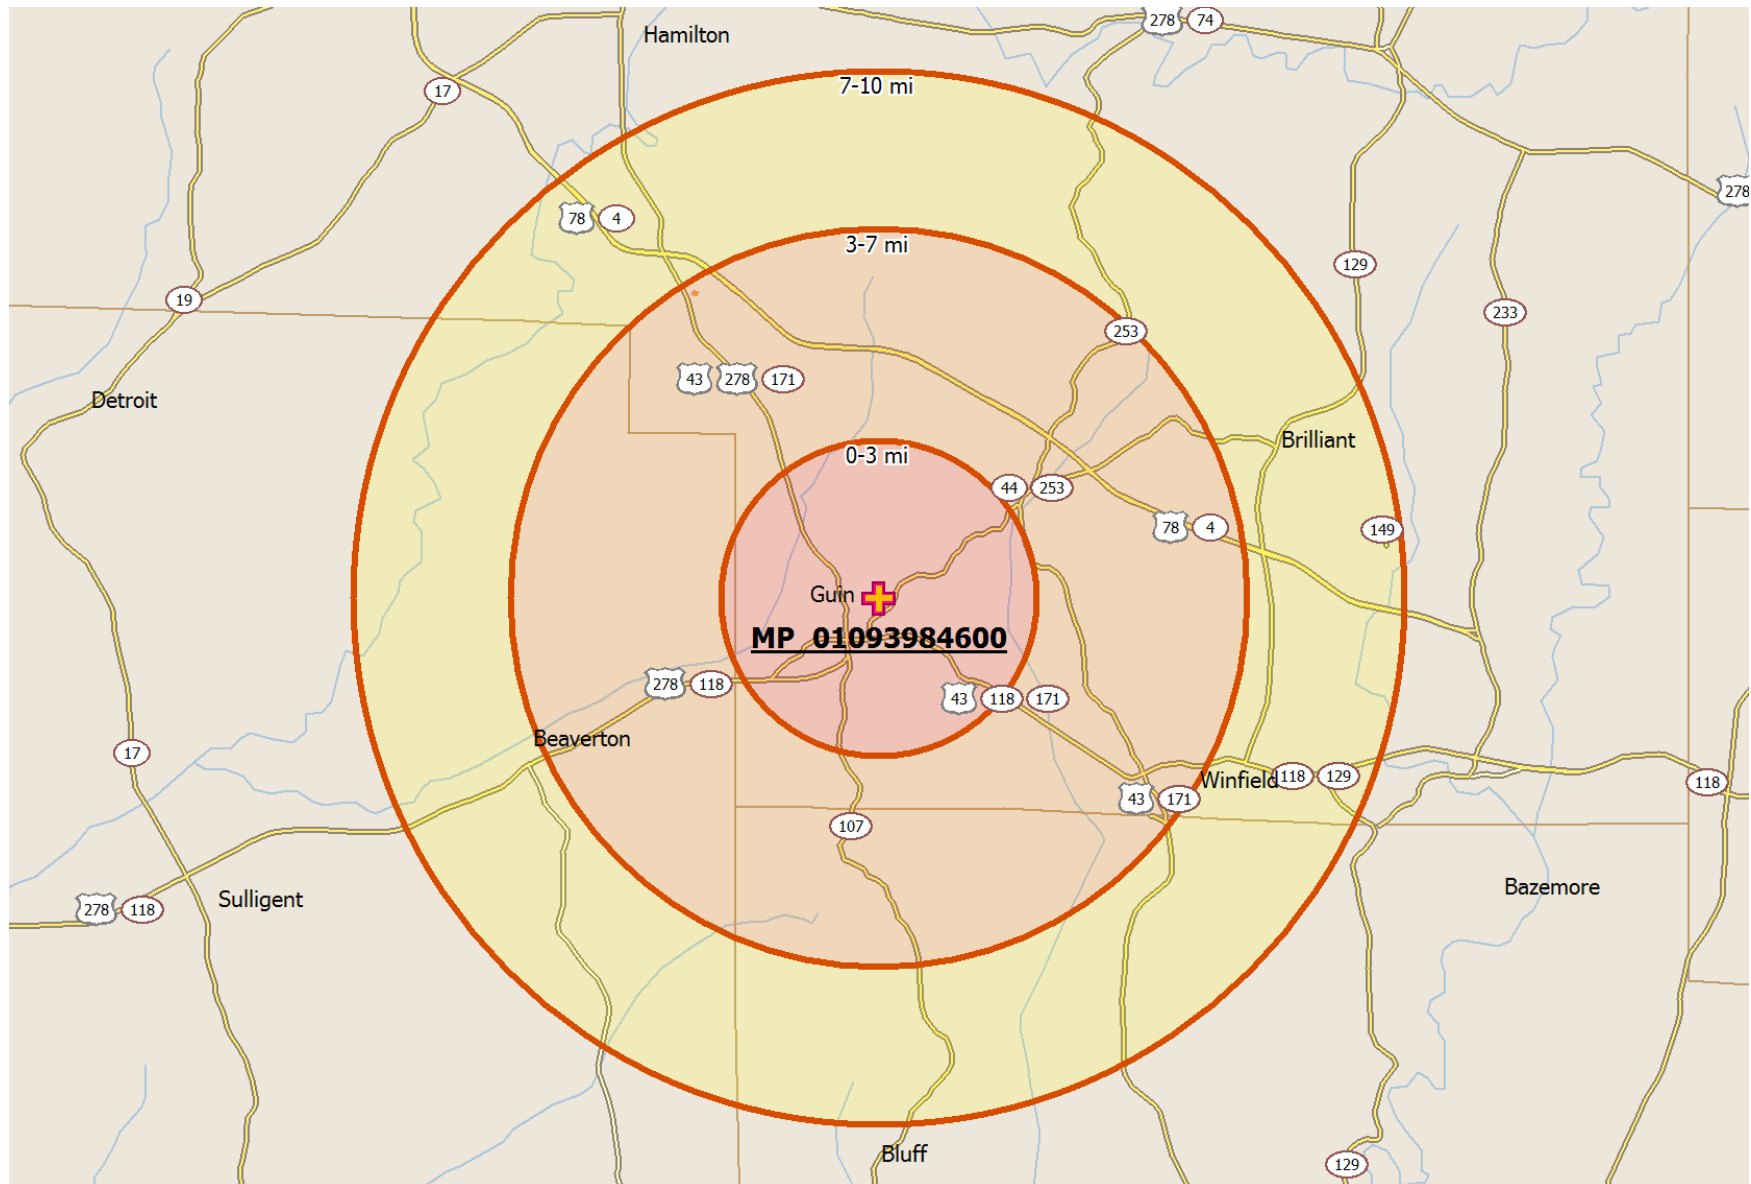 278 74
Hamilton
7-10 mi
17
278
78 4
3-7 mi
129
19
233
253
43 278 171
Detroit
Brilliant
0-3 mi
44 253
78 4
149
Guin
MP 01093984600
278 118
43 118 171
Beaverton
17
Winfield 118 129
118
43 171
107
Sulligent
Bazemore
278 118
Bluff
129